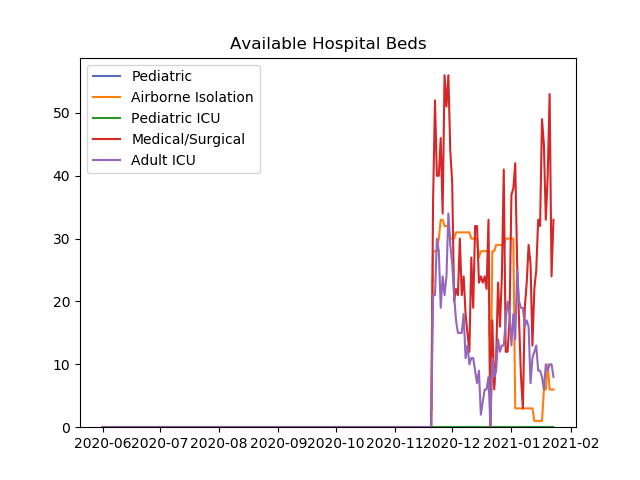 Available Hospital Beds
Pediatric
Airborne Isolation
Pediatric ICU
Medical/Surgical
Adult ICU
50
40
30
20
10
0
2020-06 2020-07 2020-08 2020-09 2020-10 2020-11 2020-12 2021-01 2021-02